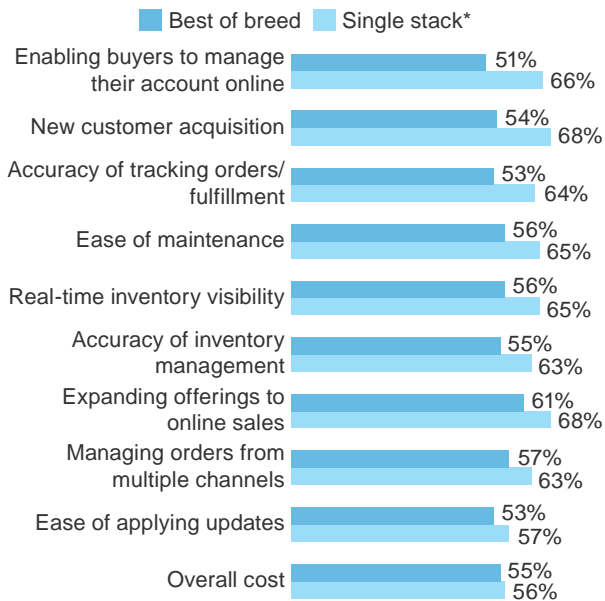 Best of breed Single stack*
Enabling buyers to manage
their account online
51%
66%
New customer acquisition
54%
68%
Accuracy of tracking orders/
fulfillment
53%
64%
Ease of maintenance
56%
65%
Real-time inventory visibility
56%
65%
Accuracy of inventory
management
55%
63%
Expanding offerings to
online sales
61%
68%
Managing orders from
multiple channels
57%
63%
Ease of applying updates
53%
57%
Overall cost
55%
56%